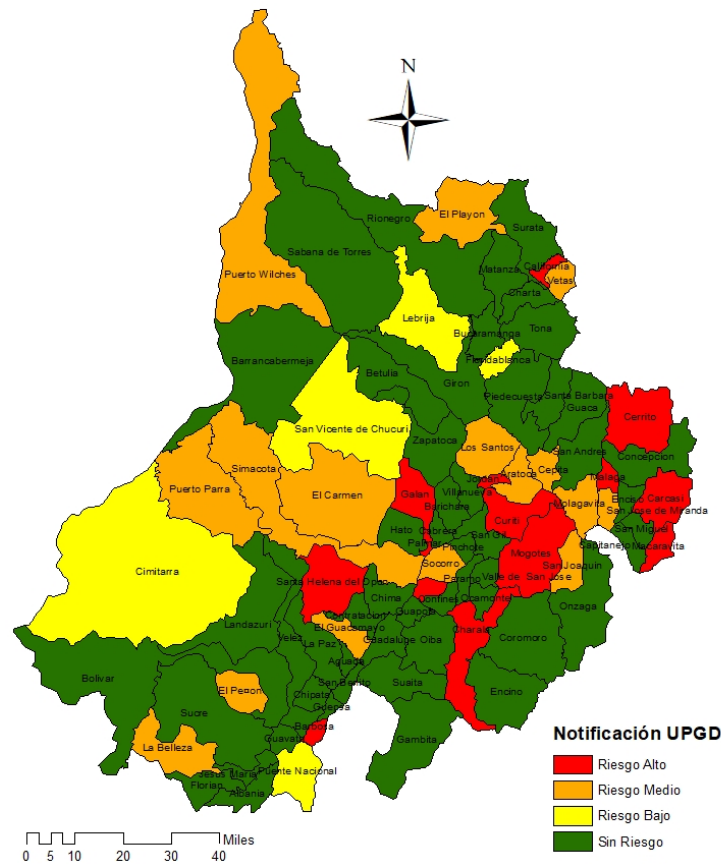 N
El Playon
Rionegro
Surata
Sabana de Torres
Matanza
California
Vetas
Puerto Wilches
Charta
Lebrija
Bucaramanga
Tona
Barrancabermeja
Floridablanca
Betulia
Giron
Piedecuesta
Santa Barbara
Guaca
Cerrito
San Vicente de Chucuri
Zapatoca
Los Santos
San Andres
Concepcion
Simacota
Aratoca
Cepita
Malaga
Puerto Parra
El Carmen
Galan
Jordan
Villanueva
Barichara
Molagavita
Enciso
Carcasi
San Jose de Miranda
Curiti
Hato
Cabrera
Palmar
San Gil
Pinchote
Mogotes
San Miguel
Capitanejo
Macaravita
Cimitarra
Socorro
San Joaquin
Santa Helena del Opon
Paramo
Valle de San Jose
Chima
Confines
Ocamonte
Onzaga
Contratacion
Guapota
Landazuri
El Guacamayo
Charala
Velez
La Paz
Guadalupe
Oiba
Coromoro
Aguada
Bolivar
San Benito
Suaita
El Penon
Chipata
Encino
Sucre
Guepsa
Barbosa
Guavata
Gambita
La Belleza
Jesus Maria
Puente Nacional
Florian
Albania
Notificación UPGD
Riesgo Alto
Riesgo Medio
Riesgo Bajo
Sin Riesgo
Miles
0 5 10 20 30 40